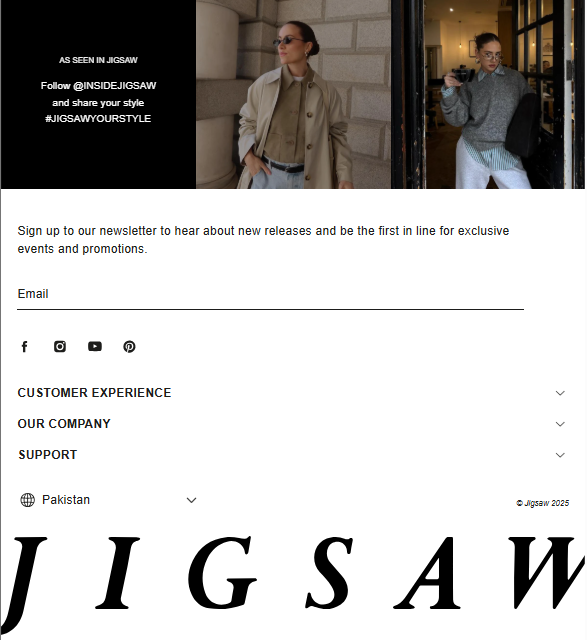 AS SEEN IN JIGSAW
Follow @INSIDEJIGSAW
and share your style
#JIGSAWYOURSTYLE
Sign up to our newsletter to hear about new releases and be the first in line for exclusive
events and promotions.
Email
CUSTOMER EXPERIENCE
OUR COMPANY
SUPPORT
Pakistan
© Jigsaw 2025
JIGSAW